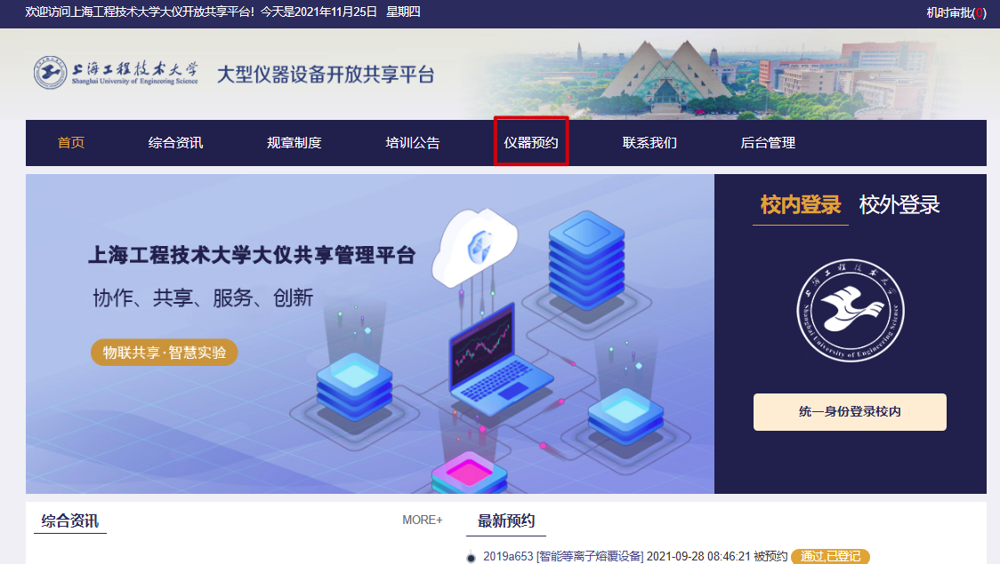 欢迎访问上海工程技术大学大仪开放共享平台！今天是2021年11月25日 星期四
机时审批(0)
上海工程技术大学
Shanghai University of Engineering Science
大型仪器设备开放共享平台
首页 综合资讯 规章制度 培训公告 仪器预约 联系我们 后台管理
上海工程技术大学大仪共享管理平台
协作、共享、服务、创新
物联共享·智慧实验
校内登录 校外登录
上海工程技术大学
Shanghai University of Engineering Science
统一身份登录校内
综合资讯 MORE+
最新预约
2019a653 [智能等离子熔覆设备] 2021-09-28 08:46:21 被预约 通过,已登记